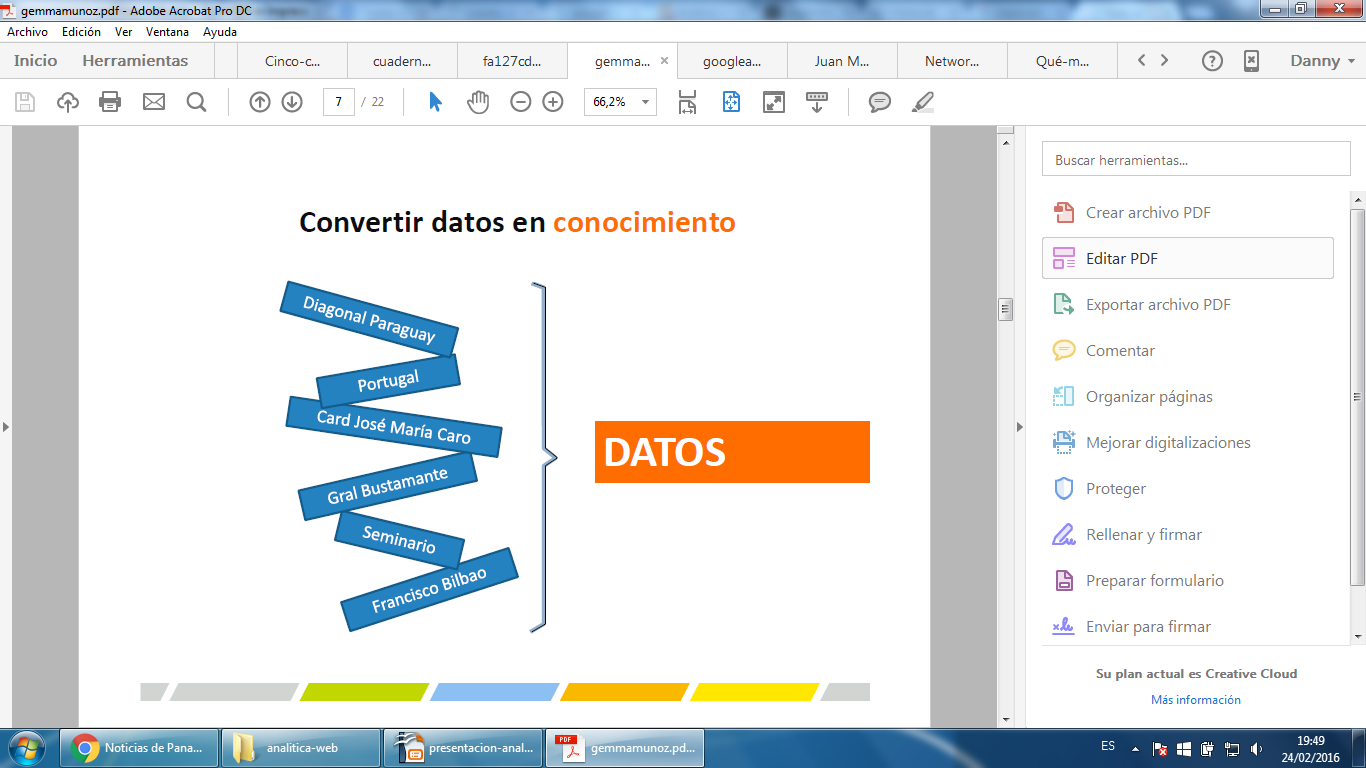 gemmamunoz.pdf - Adobe Acrobat Pro DC
Archivo Edición Ver Ventana Ayuda
Inicio Herramientas Cinco-c... cuadern... fa127cd... gemma... googlea... Juan M... Networ... Qué-m... Danny
7 / 22 66,2%
Convertir datos en conocimiento
Diagonal Paraguay
Portugal
Card José María Caro
Gral Bustamante
Seminario
Francisco Bilbao
DATOS
Buscar herramientas...
Crear archivo PDF
Editar PDF
Exportar archivo PDF
Comentar
Organizar páginas
Mejorar digitalizaciones
Proteger
Rellenar y firmar
Preparar formulario
Enviar para firmar
Su plan actual es Creative Cloud
Más información
Noticias de Pana... analitica-web presentacion-anal... gemmamunoz.pd... ES 19:49
24/02/2016